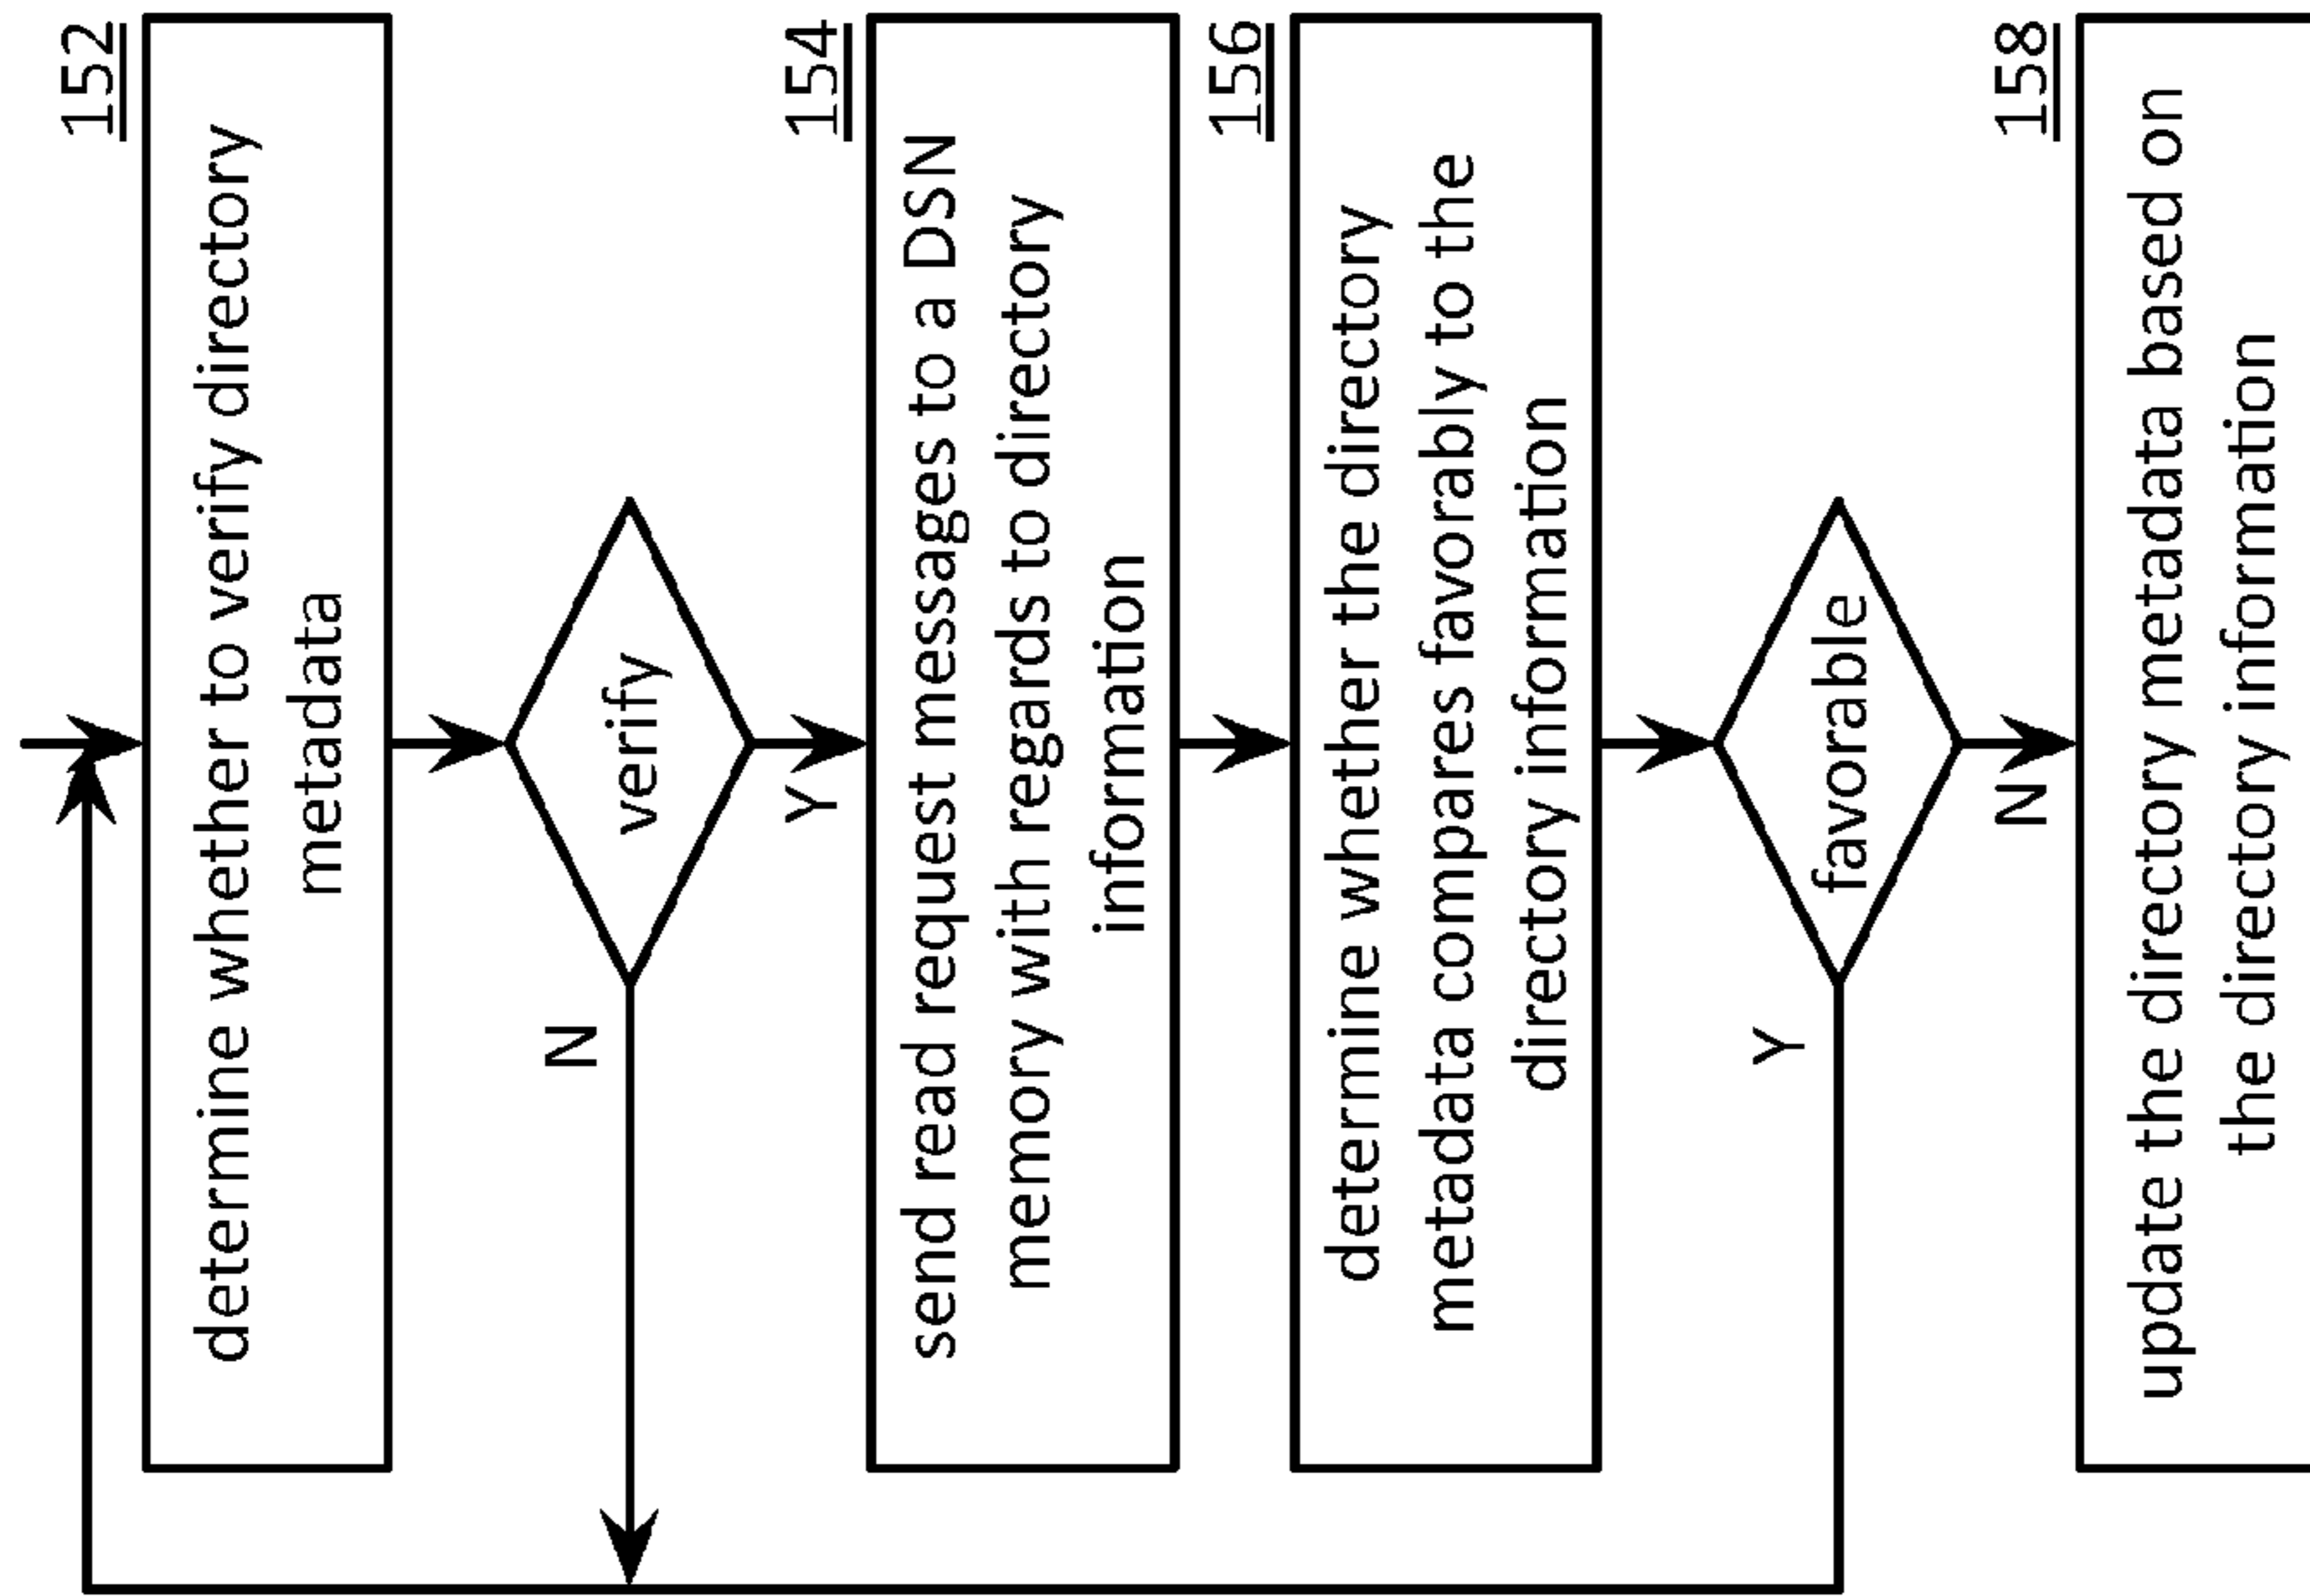 152
determine whether to verify directory
metadata
verify
N
Y
154
send read request messages to a DSN
memory with regards to directory
information
156
determine whether the directory
metadata compares favorably to the
directory information
favorable
Y
N
158
update the directory metadata based on
the directory information